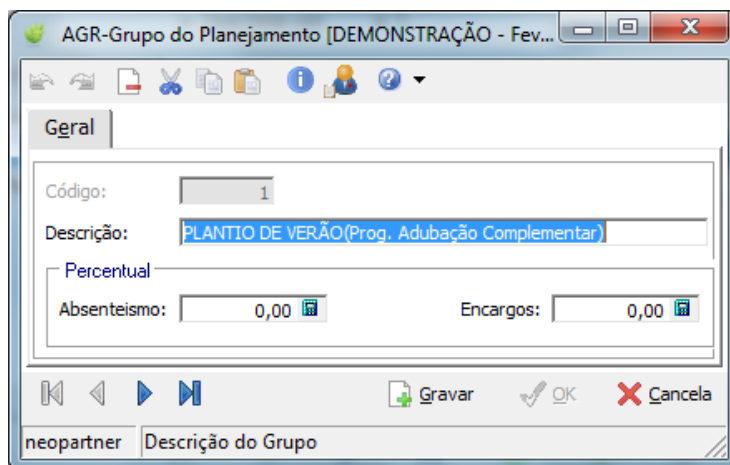 AGR-Grupo do Planejamento [DEMONSTRAÇÃO - Fev...
Geral
Código: 1
Descrição: PLANTIO DE VERÃO(Prog. Adubação Complementar)
Percentual
Absenteismo: 0,00 Encargos: 0,00
Gravar OK Cancela
neopartner Descrição do Grupo